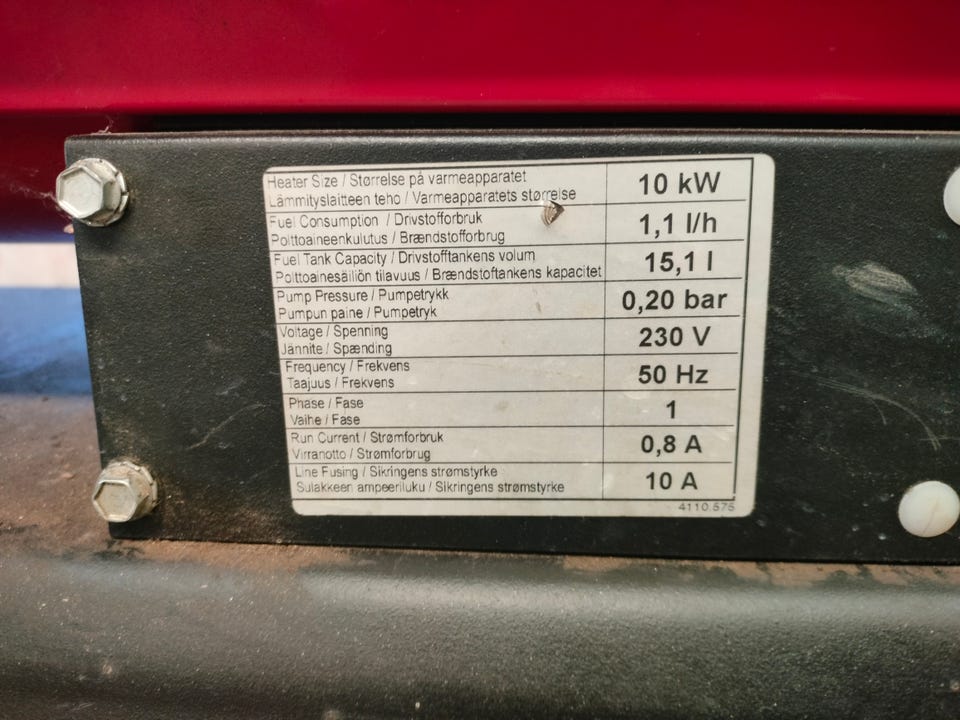 Heater Size / Størrelse på varmeapparatet
Lämmityslaitteen teho / Varmeapparatets størrelse
10 kW
Fuel Consumption / Drivstofforbruk
Polttoaineenkulutus / Brændstofforbrug
1,1 l/h
Fuel Tank Capacity / Drivstofftankens volum
Polttoainesäiliön tilavuus / Brændstoftankens kapacitet
15,1 l
Pump Pressure / Pumpetrykk
Pumpun paine / Pumpetryk
0,20 bar
Voltage / Spenning
Jännite / Spænding
230 V
Frequency / Frekvens
Taajuus / Frekvens
50 Hz
Phase / Fase
Vaihe / Fase
1
Run Current / Strømforbruk
Virranotto / Strømforbrug
0,8 A
Line Fusing / Sikringens strømstyrke
Sulakkeen ampeeriluku / Sikringens strømstyrke
10 A
4110.575